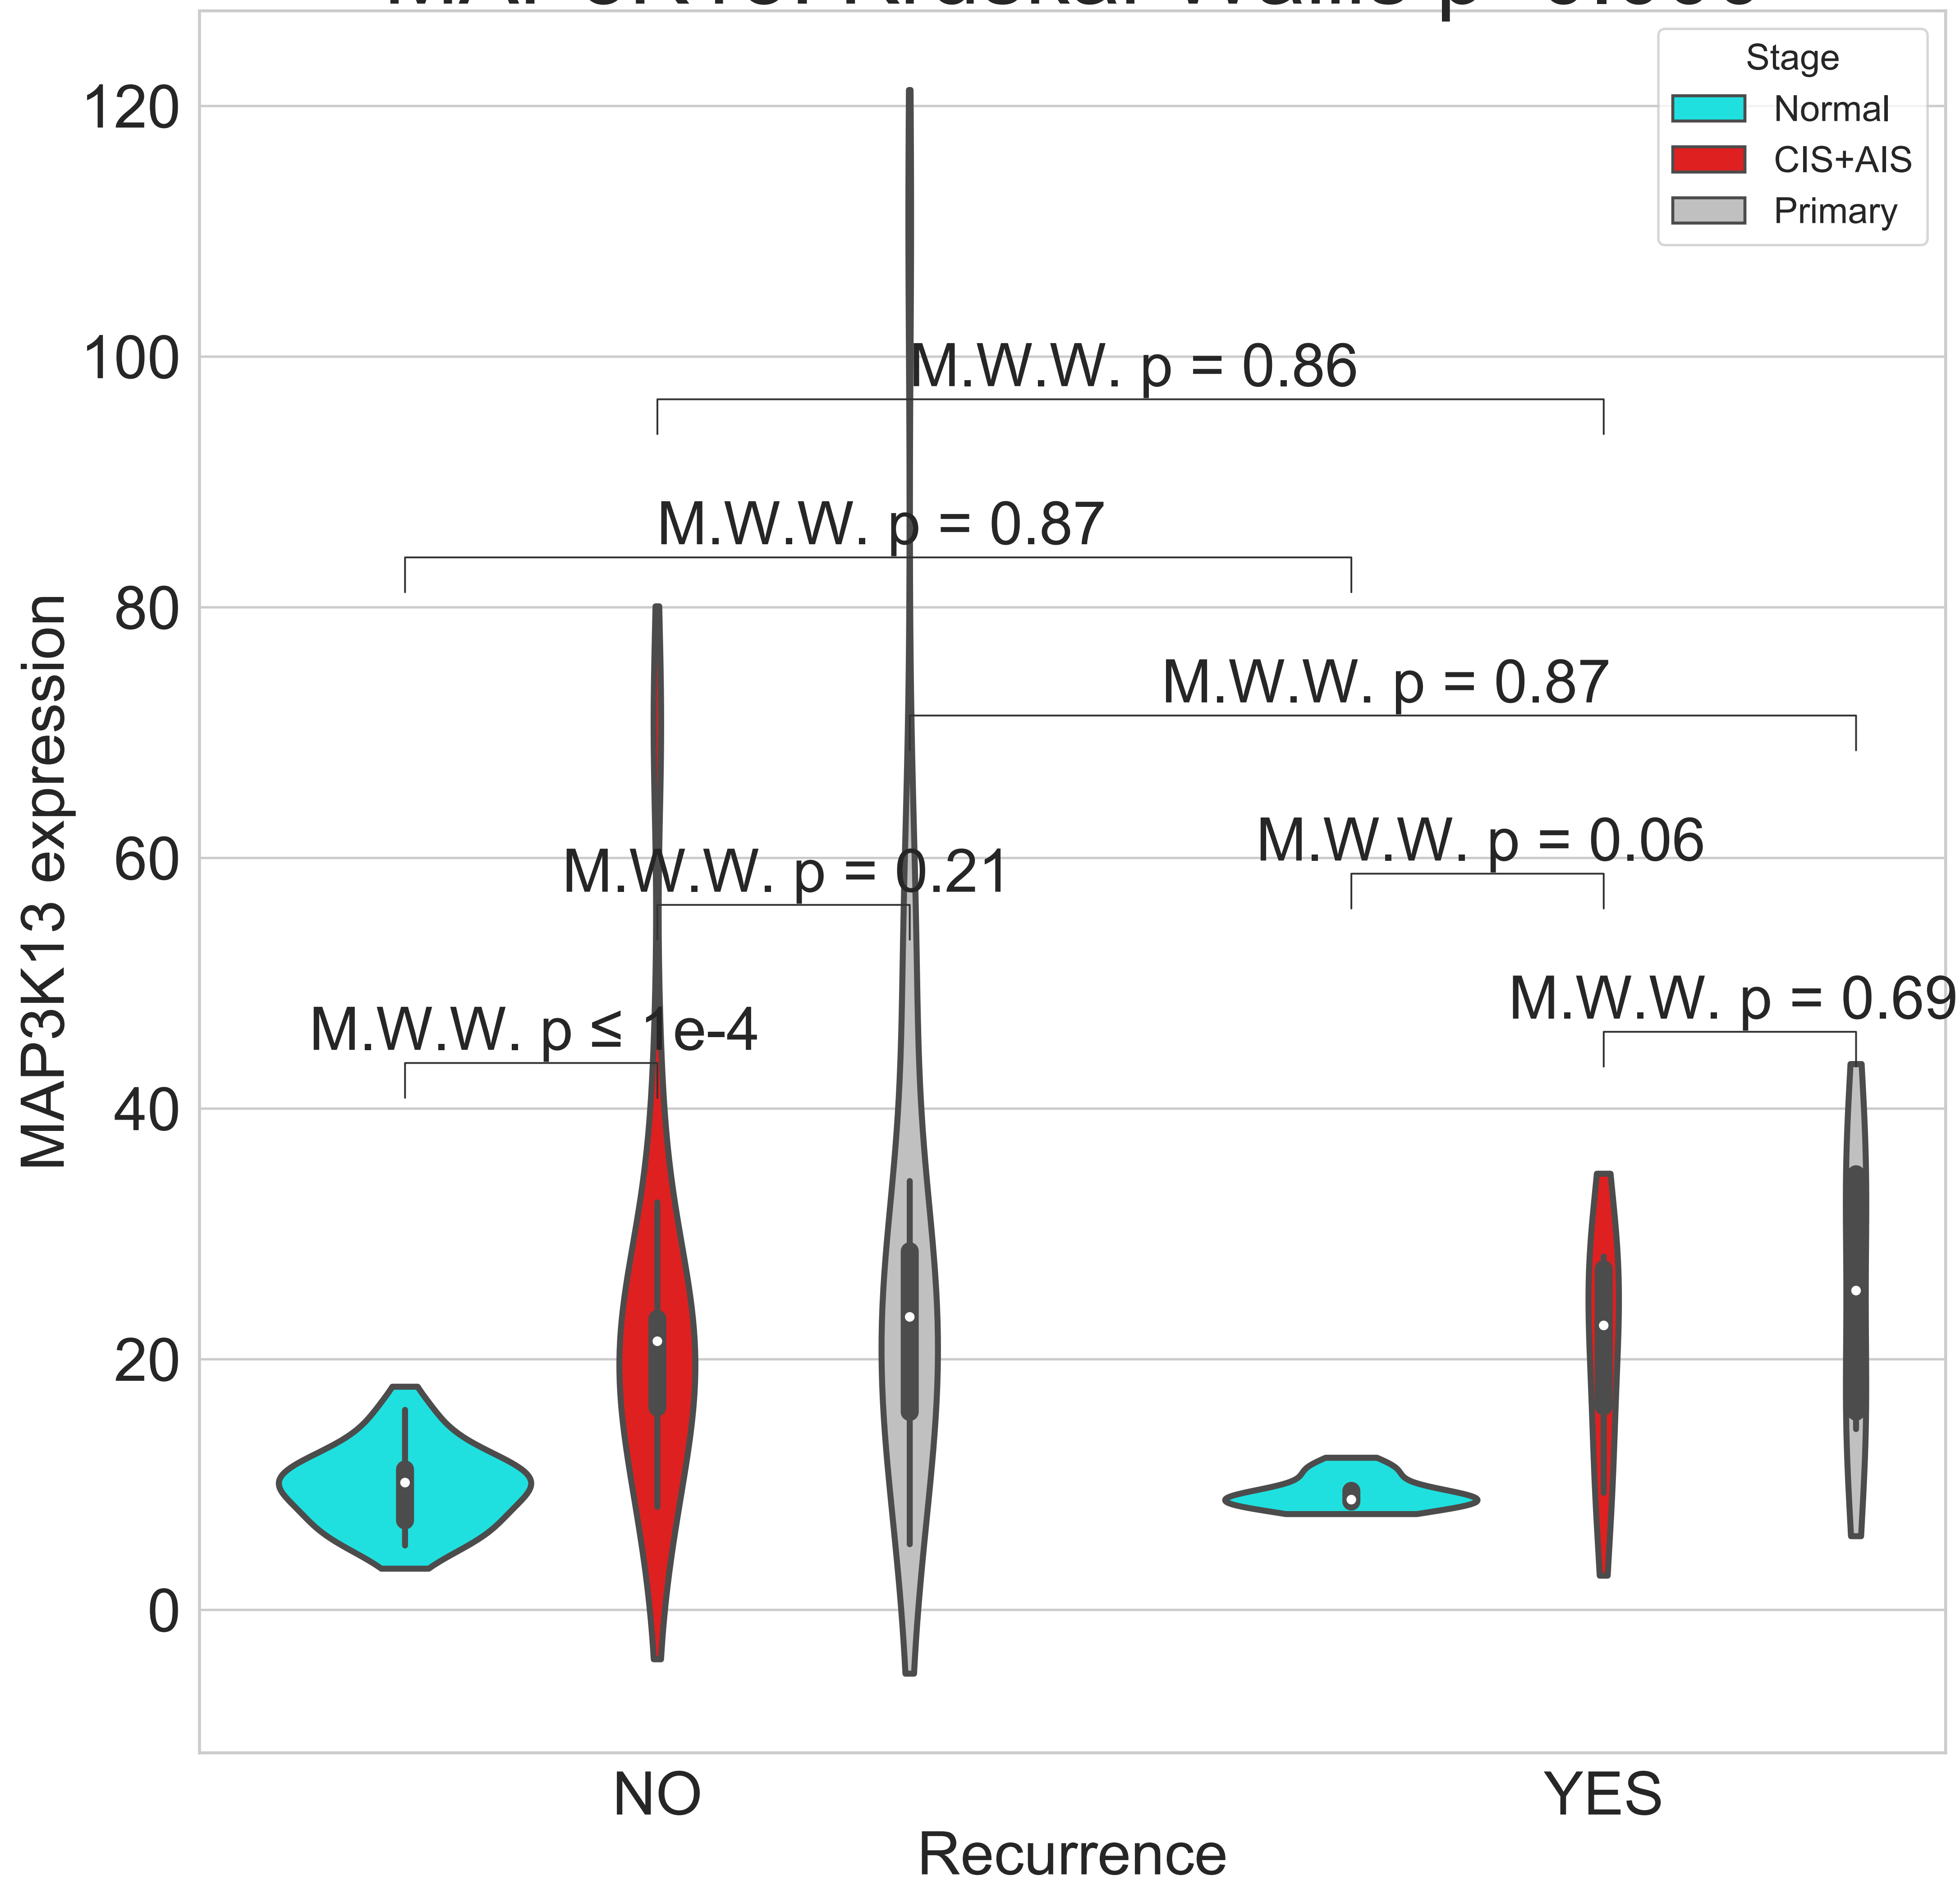 Stage
Normal
CIS+AIS
Primary
120
100
80
60
40
20
0
MAP3K13 expression
M.W.W. p = 0.86
M.W.W. p = 0.87
M.W.W. p = 0.87
M.W.W. p = 0.06
M.W.W. p = 0.21
M.W.W. p = 0.69
M.W.W. p ≤ 1e-4
NO
YES
Recurrence